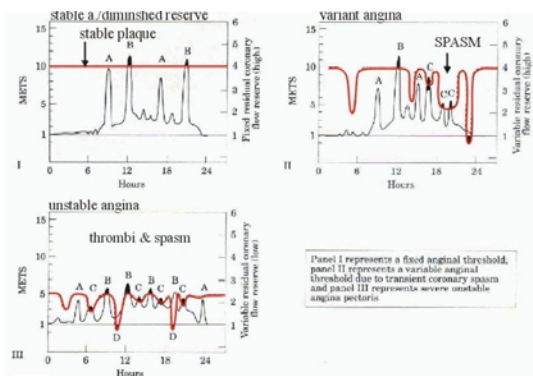 stable a./diminshed reserve
stable plaque
15
10
5
1
METS
A
B
A
B
6
5
4
3
2
1
Fixed residual coronary
flow reserve (high)
0
6
12
18
24
Hours
I
variant angina
SPASM
15
10
5
1
METS
A
B
A
C
C
C
6
5
4
3
2
1
Variable residual coronary
flow reserve (high)
0
6
12
18
24
Hours
II
unstable angina
thrombi & spasm
15
10
5
1
METS
A
C
B
B
C
B
C
B
C
A
D
D
6
5
4
3
2
1
Variable residual coronary
flow reserve (low)
0
6
12
18
24
Hours
III
Panel I represents a fixed anginal threshold,
panel II represents a variable anginal
threshold due to transient coronary spasm
and panel III represents severe unstable
angina pectoris